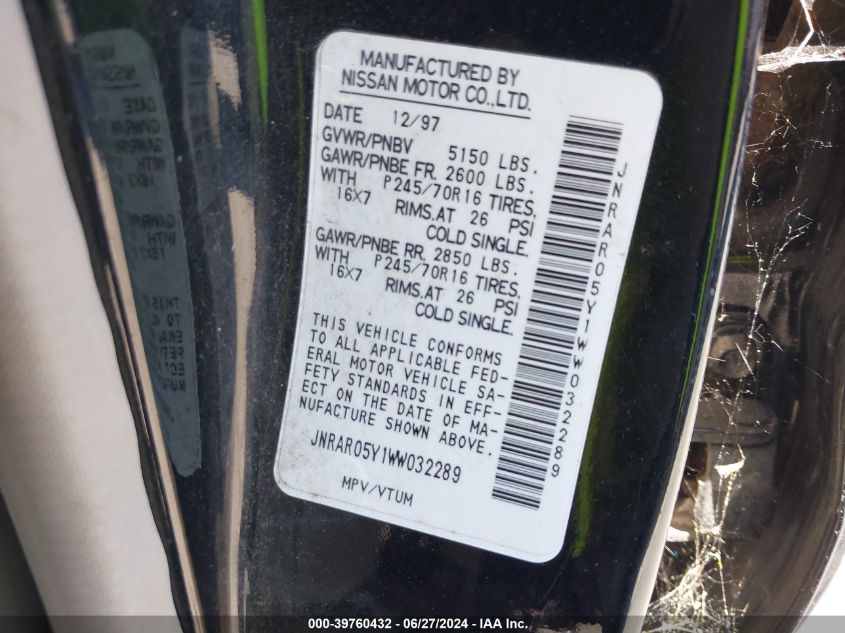 MANUFACTURED BY
NISSAN MOTOR CO.,LTD.
DATE 12/97
GVWR/PNBV 5150 LBS.
GAWR/PNBE FR. 2600 LBS.
WITH P245/70R16 TIRES,
16X7 RIMS.AT 26 PSI
COLD SINGLE.
GAWR/PNBE RR. 2850 LBS.
WITH P245/70R16 TIRES,
16X7 RIMS.AT 26 PSI
COLD SINGLE.
THIS VEHICLE CONFORMS
TO ALL APPLICABLE FED-
ERAL MOTOR VEHICLE SA-
FETY STANDARDS IN EFF-
ECT ON THE DATE OF MA-
NUFACTURE SHOWN ABOVE.
JNRAR05Y1WW032289
MPV/VTUM
JNRAR05Y1WW032289
000-39760432 - 06/27/2024 - IAA Inc.